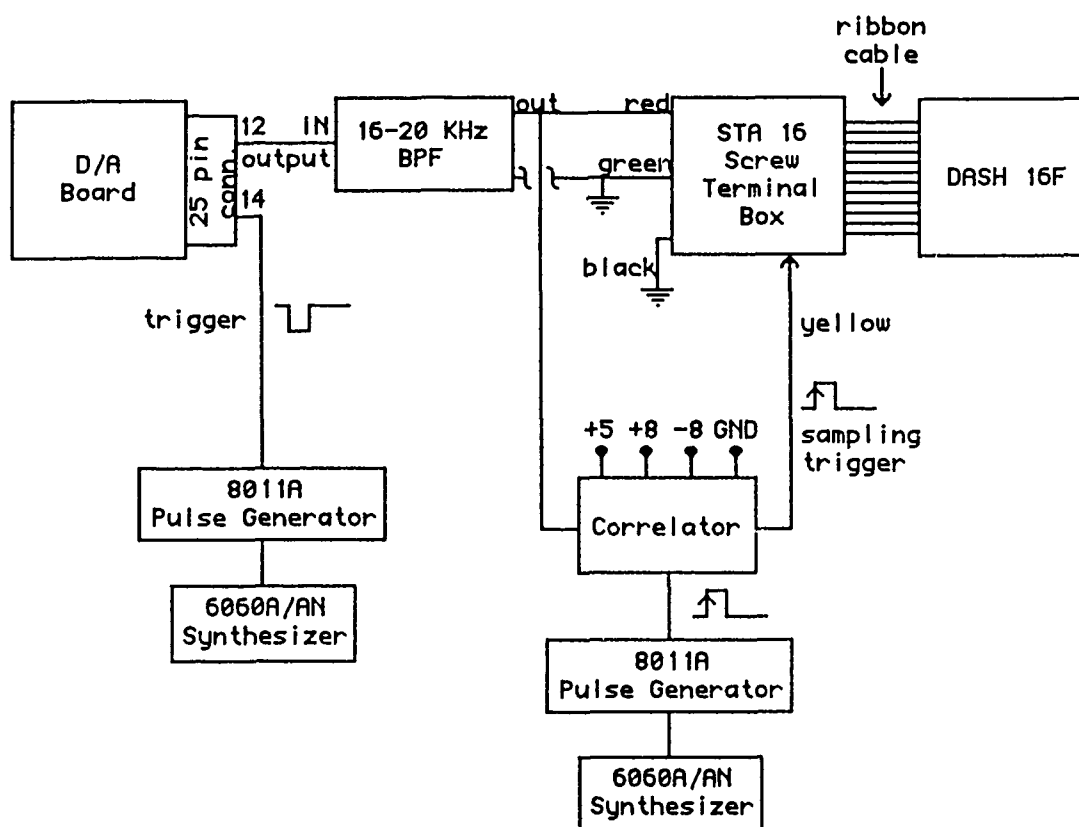 ribbon
cable
D/A
Board
25 pin
conn.
12
14
IN
output
16-20 KHz
BPF
out
red
green
black
STA 16
Screw
Terminal
Box
DASH 16F
trigger
yellow
sampling
trigger
+5 +8 -8 GND
Correlator
8011A
Pulse Generator
6060A/AN
Synthesizer
8011A
Pulse Generator
6060A/AN
Synthesizer